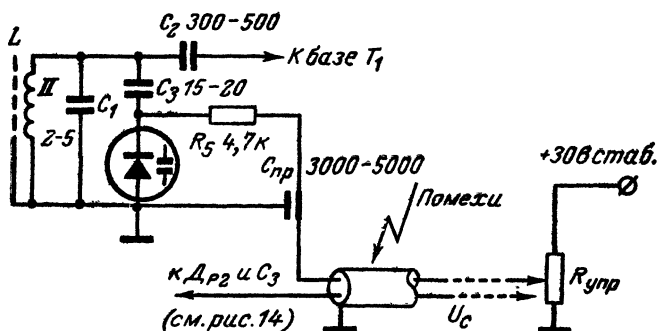 C₂ 300-500
К базе T₁
L
III
2-5
C₁
C₃ 15-20
R₅ 4,7к
Cпр 3000-5000
Помехи
+30в стаб.
Rупр
Uc
к Др2 и C₃
(см. рис. 14)